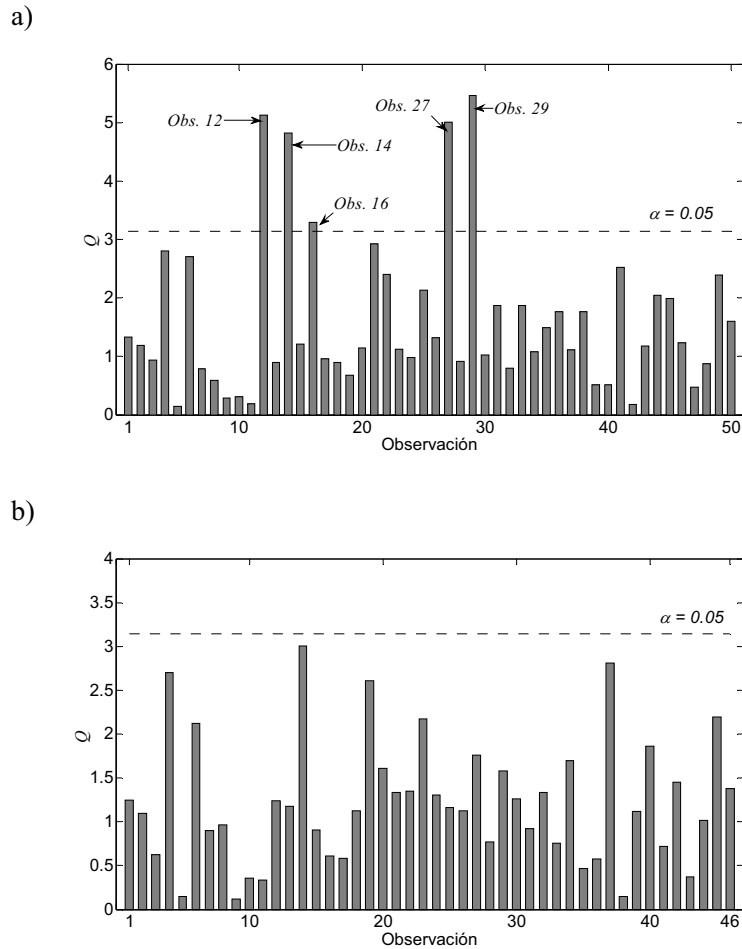 a)
6
5
4
3
2
1
0
Q
Obs. 12
Obs. 14
Obs. 16
Obs. 27
Obs. 29
α = 0.05
1 10 20 30 40 50
Observación
b)
4
3.5
3
2.5
2
1.5
1
0.5
0
Q
α = 0.05
1 10 20 30 40 46
Observación